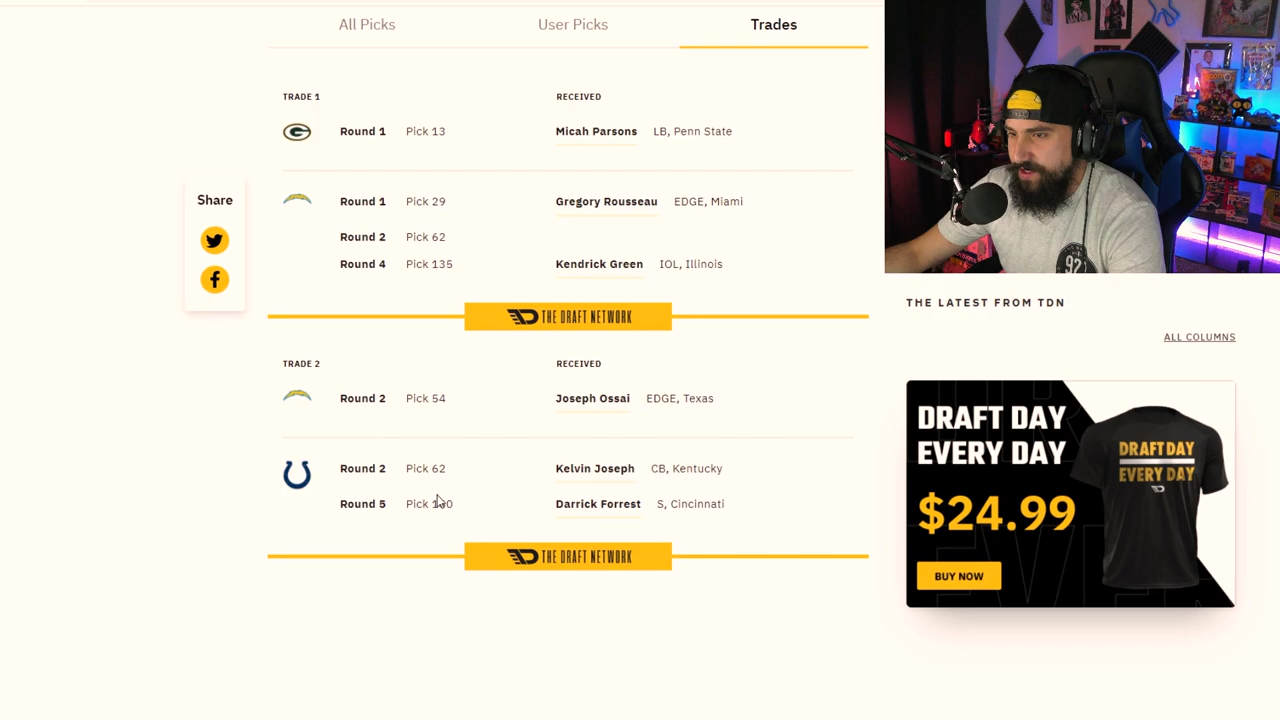 All Picks User Picks Trades
TRADE 1 RECEIVED
Round 1 Pick 13 Micah Parsons LB, Penn State
Round 1 Pick 29 Gregory Rousseau EDGE, Miami
Round 2 Pick 62
Round 4 Pick 135 Kendrick Green IOL, Illinois
THE DRAFT NETWORK
TRADE 2 RECEIVED
Round 2 Pick 54 Joseph Ossai EDGE, Texas
Round 2 Pick 62 Kelvin Joseph CB, Kentucky
Round 5 Pick Darrick Forrest S, Cincinnati
THE DRAFT NETWORK
Share
92
THE LATEST FROM TDN
ALL COLUMNS
DRAFT DAY
EVERY DAY
$24.99
BUY NOW
DRAFT DAY
EVERY DAY